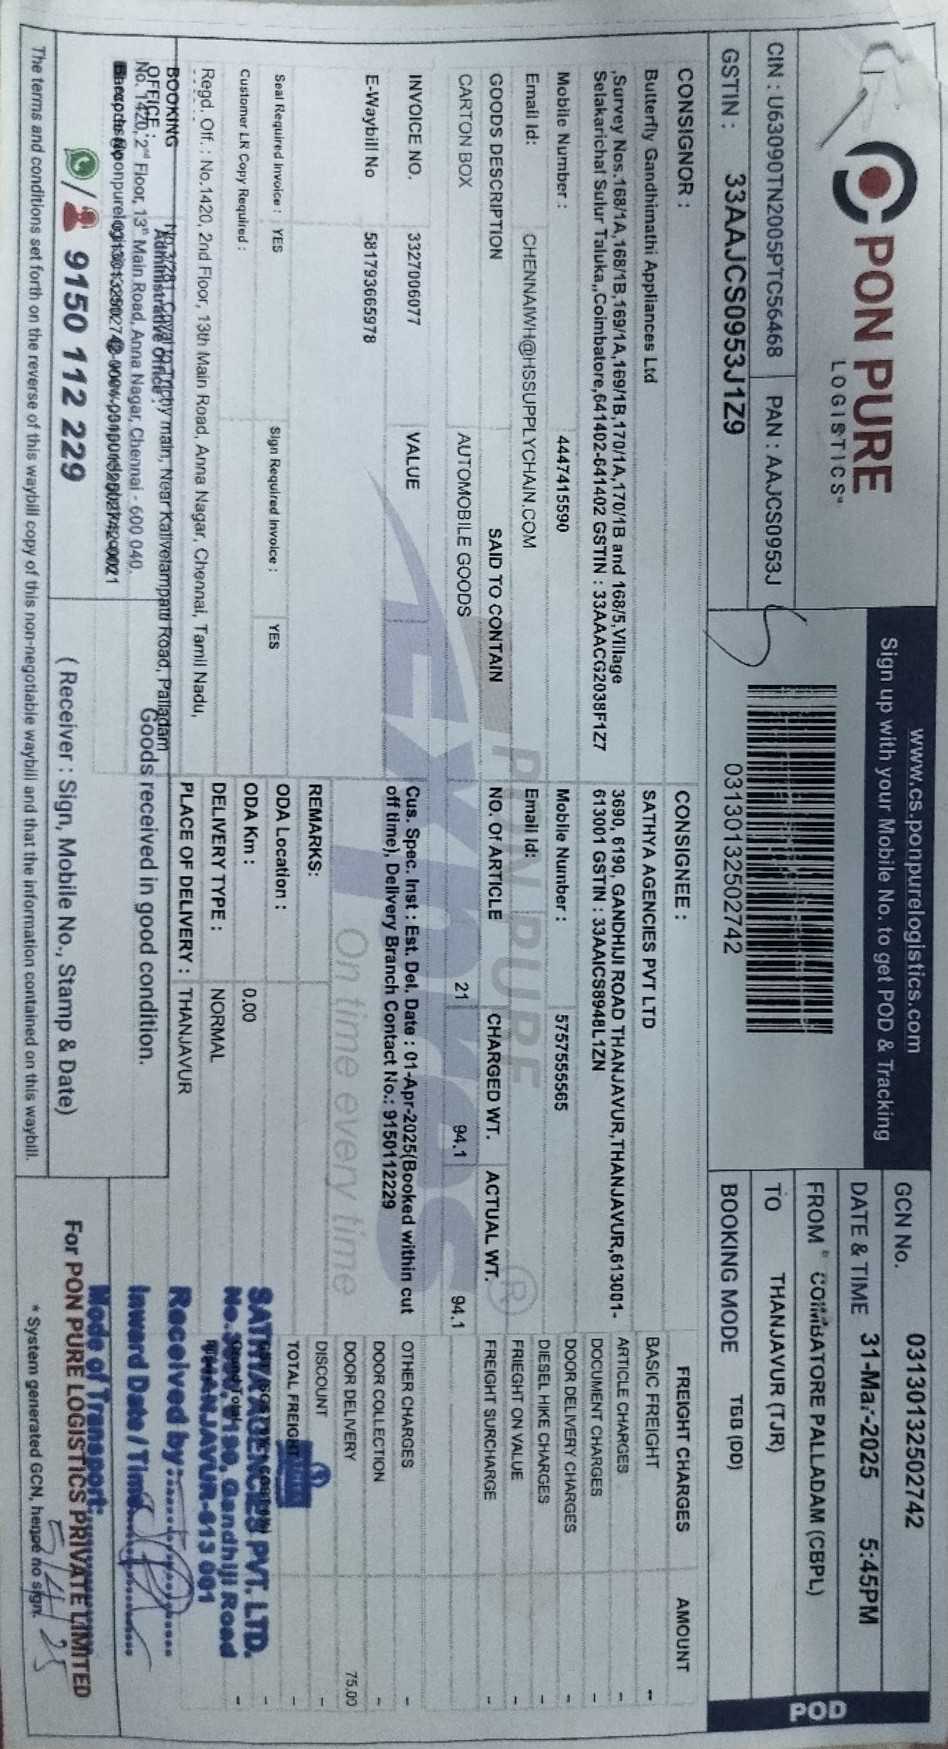 PON PURE
LOGISTICS
CIN : U63090TN2005PTC56468 PAN : AAJCS0953J
GSTIN : 33AAJCS0953J1Z9
www.cs.ponpurelogistics.com
Sign up with your Mobile No. to get POD & Tracking
03130132502742
GCN No. 03130132502742
DATE & TIME 31-Mar-2025 5:45PM
FROM COIMBATORE PALLADAM (CBPL)
TO THANJAVUR (TJR)
BOOKING MODE TBB (DD)
POD
CONSIGNOR :
Butterfly Gandhimathi Appliances Ltd
,Survey Nos.168/1A,168/1B,169/1A,169/1B,170/1A,170/1B and 168/5,Village
Selakarichal Sulur Taluka,,Coimbatore,641402-641402 GSTIN : 33AAACG2038F1Z7
Mobile Number : 4447415590
Email Id: CHENNAIWH@HSSUPPLYCHAIN.COM
CONSIGNEE :
SATHYA AGENCIES PVT LTD
3690, 6190, GANDHIJI ROAD THANJAVUR,THANJAVUR,613001-
613001 GSTIN : 33AAICS8948L1ZN
Mobile Number : 5757555565
Email Id:
GOODS DESCRIPTION SAID TO CONTAIN NO. Of ARTICLE CHARGED WT. ACTUAL WT.
CARTON BOX AUTOMOBILE GOODS 21 94.1 94.1
INVOICE NO. 3327006077 VALUE
E-Waybill No 581793665978
Cus. Spec. Inst : Est. Del. Date : 01-Apr-2025(Booked within cut
off time), Delivery Branch Contact No.: 9150112229
PON PURE
Express
On time every time
Seal Required Invoice : YES Sign Required Invoice : YES
Customer LR Copy Required :
REMARKS:
ODA Location :
ODA Km : 0.00
DELIVERY TYPE : NORMAL
PLACE OF DELIVERY : THANJAVUR
FREIGHT CHARGES AMOUNT
BASIC FREIGHT --
ARTICLE CHARGES --
DOCUMENT CHARGES --
DOOR DELIVERY CHARGES --
DIESEL HIKE CHARGES --
FRIEGHT ON VALUE --
FREIGHT SURCHARGE --
OTHER CHARGES --
DOOR COLLECTION --
DOOR DELIVERY 75.00
DISCOUNT --
TOTAL FREIGHT --
Regd. Off. : No.1420, 2nd Floor, 13th Main Road, Anna Nagar, Chennai, Tamil Nadu,
BOOKING
OFFICE : No.3/281, Coval to Trichy main, Near Kallvelampatti Road, Palladam
Administrative Office
No. 1420, 2nd Floor, 13th Main Road, Anna Nagar, Chennai - 600 040.
9150 112 229
Goods received in good condition.
( Receiver : Sign, Mobile No., Stamp & Date)
SATHYA AGENCIES PVT. LTD.
Gandhiji Road
THANJAVUR-613 001
Received by:
Inward Date / Time
Mode of Transport:
For PON PURE LOGISTICS PRIVATE LIMITED
* System generated GCN, hence no sign.
The terms and conditions set forth on the reverse of this waybill copy of this non-negotiable waybill and that the information contained on this waybill.